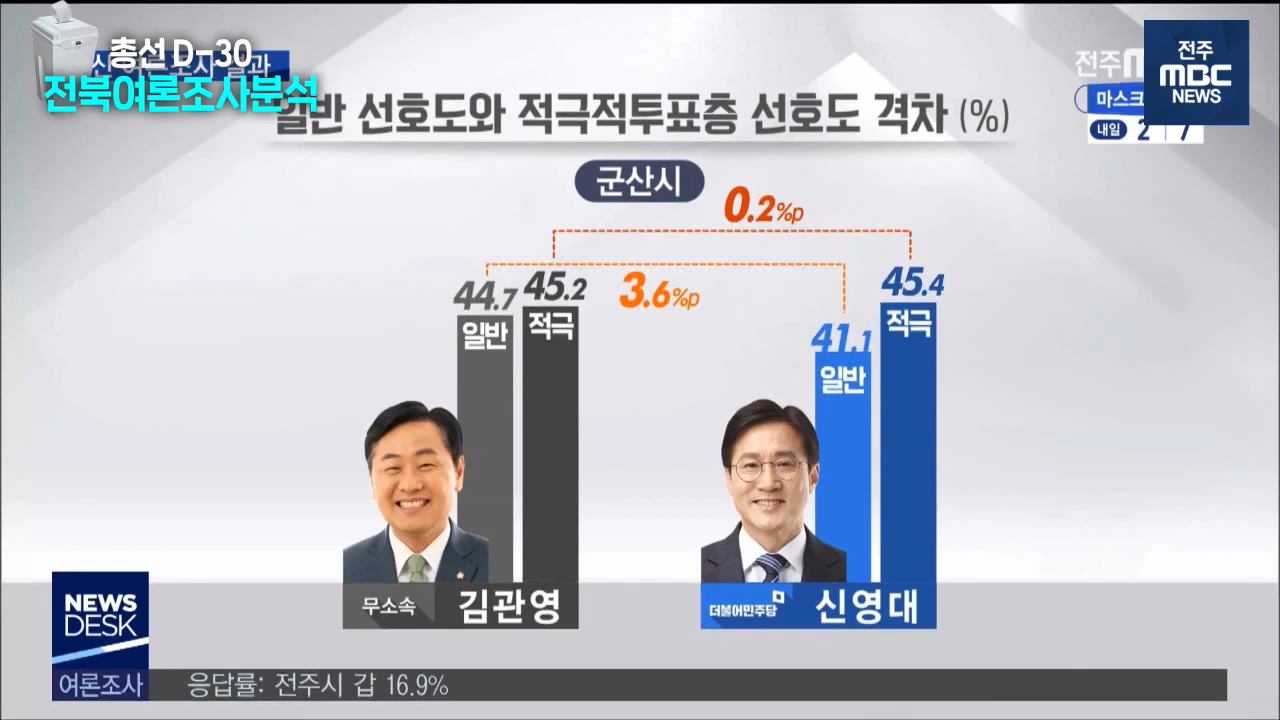 총선 D-30
전북여론조사분석
일반 선호도와 적극적투표층 선호도 격차 (%)
전주
전주
MBC
NEWS
마스크
내일
군산시
0.2%p
3.6%p
44.7
45.2
일반
적극
41.1
45.4
일반
적극
무소속 김관영
더불어민주당 신영대
NEWS
DESK
여론조사 응답률: 전주시 갑 16.9%